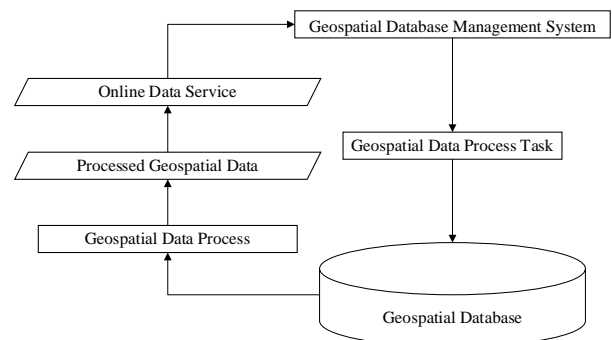 Geospatial Database Management System
Online Data Service
Geospatial Data Process Task
Processed Geospatial Data
Geospatial Data Process
Geospatial Database